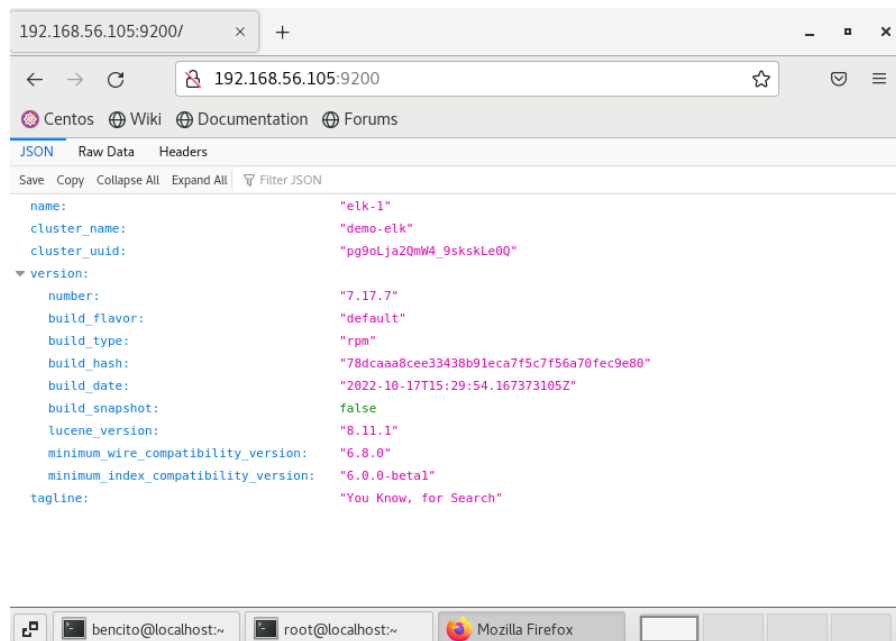 192.168.56.105:9200/
192.168.56.105:9200
Centos Wiki Documentation Forums
JSON Raw Data Headers
Save Copy Collapse All Expand All Filter JSON
name: "elk-1"
cluster_name: "demo-elk"
cluster_uuid: "pg9oLja2QmW4_9skskLe0Q"
version:
number: "7.17.7"
build_flavor: "default"
build_type: "rpm"
build_hash: "78dcaaa8cee33438b91eca7f5c7f56a70fec9e80"
build_date: "2022-10-17T15:29:54.167373105Z"
build_snapshot: false
lucene_version: "8.11.1"
minimum_wire_compatibility_version: "6.8.0"
minimum_index_compatibility_version: "6.0.0-beta1"
tagline: "You Know, for Search"
bencito@localhost:~ root@localhost:~ Mozilla Firefox